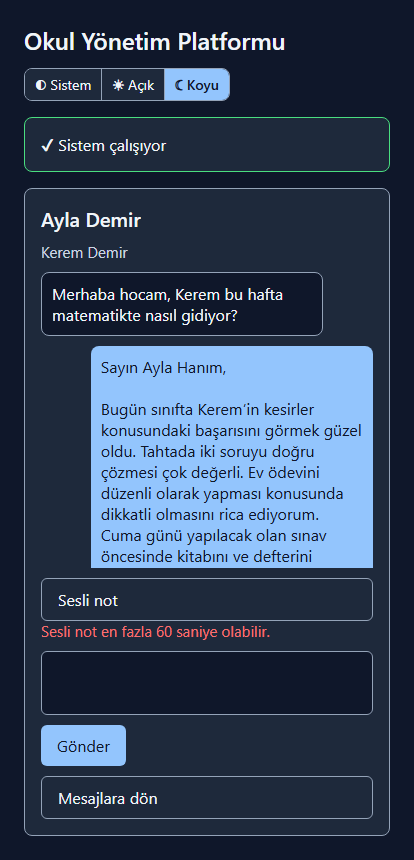 Okul Yönetim Platformu
◐ Sistem ☀ Açık ☾ Koyu
✔ Sistem çalışıyor
Ayla Demir
Kerem Demir
Merhaba hocam, Kerem bu hafta
matematikte nasıl gidiyor?
Sayın Ayla Hanım,
Bugün sınıfta Kerem'in kesirler
konusundaki başarısını görmek güzel
oldu. Tahtada iki soruyu doğru
çözmesi çok değerli. Ev ödevini
düzenli olarak yapması konusunda
dikkatli olmasını rica ediyorum.
Cuma günü yapılacak olan sınav
öncesinde kitabını ve defterini
Sesli not
Sesli not en fazla 60 saniye olabilir.
Gönder
Mesajlara dön